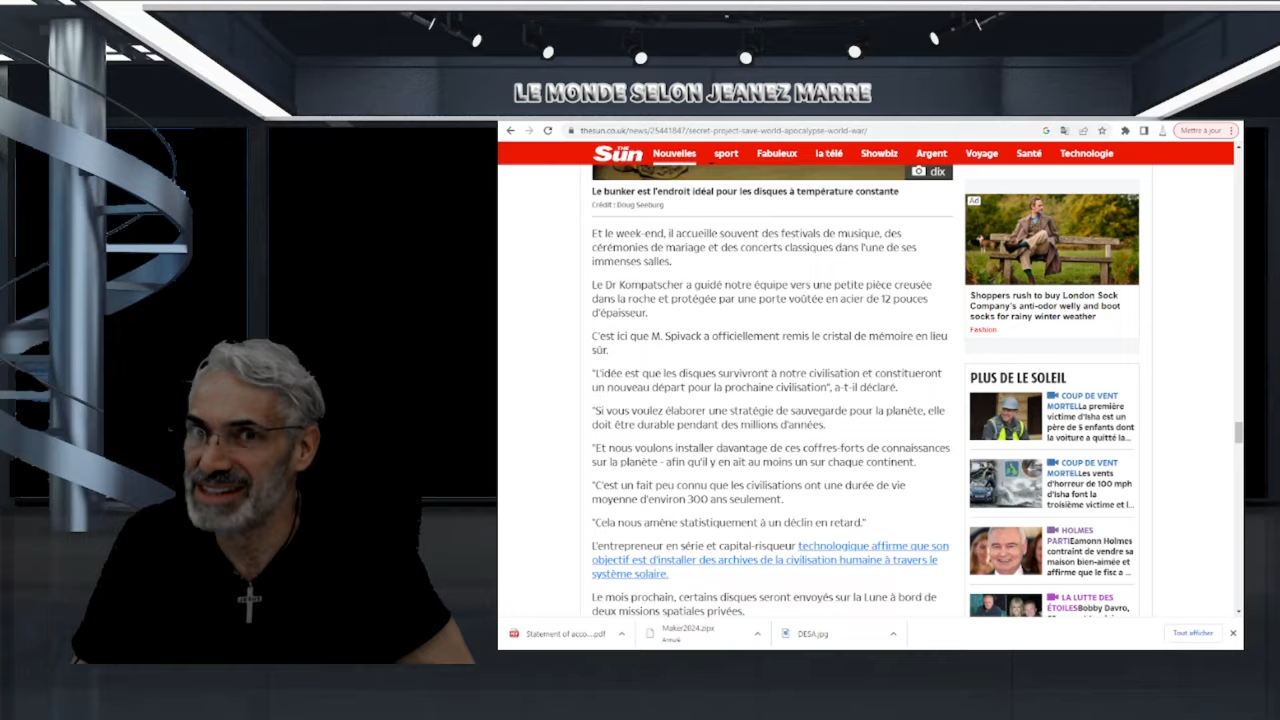 LE MONDE SELON JEANEZ MARRE
thesun.co.uk/news/25441847/secret-project-save-world-apocalypse-world-war/
Mettre à jour
THE Sun
Nouvelles sport Fabuleux la télé Showbiz Argent Voyage Santé Technologie
dix
Le bunker est l'endroit idéal pour les disques à température constante
Crédit : Doug Seeburg
Et le week-end, il accueille souvent des festivals de musique, des
cérémonies de mariage et des concerts classiques dans l'une de ses
immenses salles.
Le Dr Kompatscher a guidé notre équipe vers une petite pièce creusée
dans la roche et protégée par une porte voûtée en acier de 12 pouces
d'épaisseur.
C'est ici que M. Spivack a officiellement remis le cristal de mémoire en lieu
sûr.
"L'idée est que les disques survivront à notre civilisation et constitueront
un nouveau départ pour la prochaine civilisation", a-t-il déclaré.
"Si vous voulez élaborer une stratégie de sauvegarde pour la planète, elle
doit être durable pendant des millions d'années.
"Et nous voulons installer davantage de ces coffres-forts de connaissances
sur la planète - afin qu'il y en ait au moins un sur chaque continent.
"C'est un fait peu connu que les civilisations ont une durée de vie
moyenne d'environ 300 ans seulement.
"Cela nous amène statistiquement à un déclin en retard."
L'entrepreneur en série et capital-risqueur technologique affirme que son
objectif est d'installer des archives de la civilisation humaine à travers le
système solaire.
Le mois prochain, certains disques seront envoyés sur la Lune à bord de
deux missions spatiales privées.
Ad
Shoppers rush to buy London Sock
Company's anti-odor welly and boot
socks for rainy winter weather
Fashion
PLUS DE LE SOLEIL
COUP DE VENT
MORTELLa première
victime d'Isha est un
père de 5 enfants dont
la voiture a quitté la...
COUP DE VENT
MORTELLes vents
d'horreur de 100 mph
d'Isha font la
troisième victime et l...
HOLMES
PARTIEamonn Holmes
contraint de vendre sa
maison bien-aimée et
affirme que le fisc a ...
LA LUTTE DES
ÉTOILESBobby Davro,
Statement of acco....pdf
Maker2024.zipx
Annulé
DESA.jpg
Tout afficher